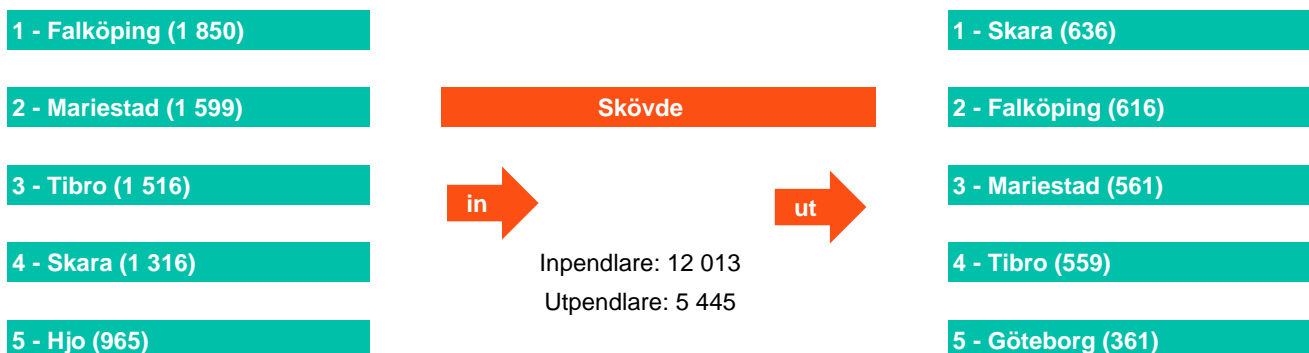 1 - Falköping (1 850)
2 - Mariestad (1 599)
3 - Tibro (1 516)
4 - Skara (1 316)
5 - Hjo (965)
Skövde
in
ut
Inpendlare: 12 013
Utpendlare: 5 445
1 - Skara (636)
2 - Falköping (616)
3 - Mariestad (561)
4 - Tibro (559)
5 - Göteborg (361)